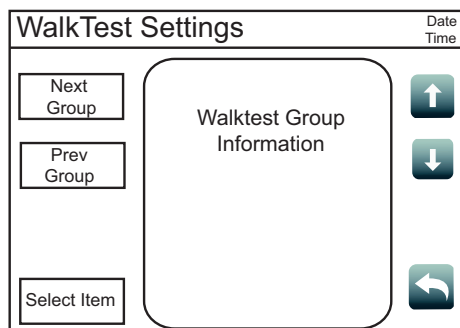 WalkTest Settings
Date
Time
Next
Group
Walktest Group
Information
Prev
Group
Select Item